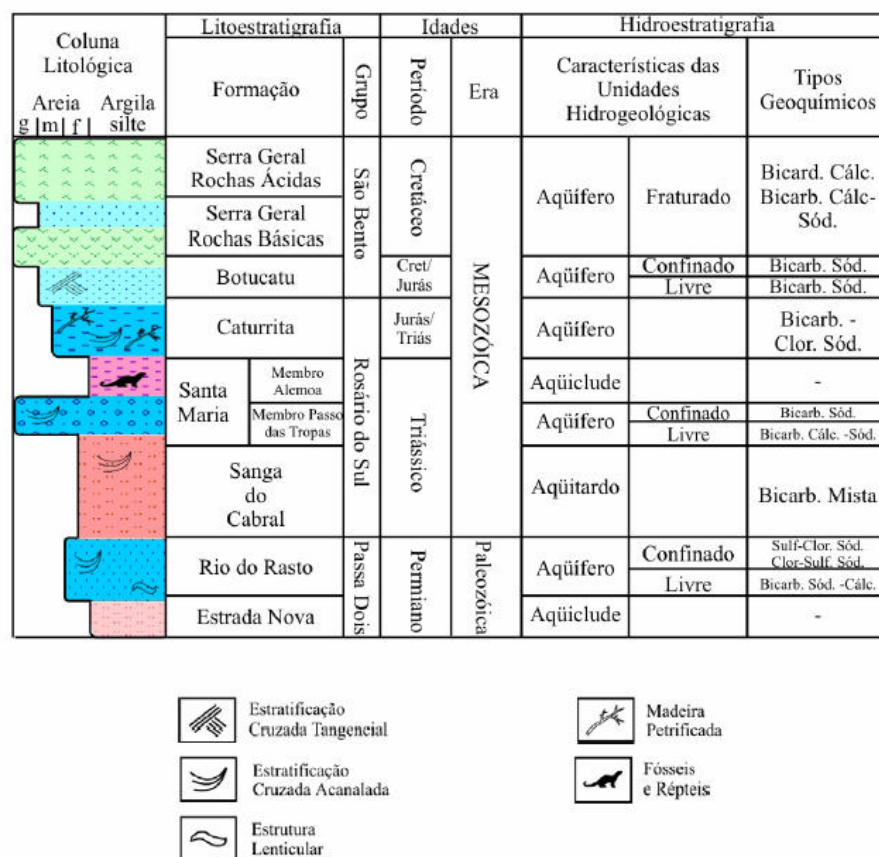 Coluna
Litológica
Areia Argila
g |m| f silte
Litoestratigrafia
Formação
Grupo
Idades
Período
Era
Hidroestratigrafia
Características das
Unidades
Hidrogeológicas
Tipos
Geoquímicos
Serra Geral
Rochas Ácidas
São Bento
Cretáceo
MESOZÓICA
Aqüífero
Fraturado
Bicard. Cálc.
Bicarb. Cálc-
Sód.
Serra Geral
Rochas Básicas
Botucatu
Cret/
Jurás
Aqüífero
Confinado
Bicarb. Sód.
Livre
Bicarb. Sód.
Caturrita
Rosário do Sul
Jurás/
Triás
Aqüífero
Bicarb. -
Clor. Sód.
Santa
Maria
Membro
Alemoa
Triássico
Aqüiclude
-
Membro Passo
das Tropas
Aqüífero
Confinado
Bicarb. Sód.
Livre
Bicarb. Cálc. -Sód.
Sanga
do
Cabral
Aqüitardo
Bicarb. Mista
Rio do Rasto
Passa Dois
Permiano
Paleozóica
Aqüífero
Confinado
Sulf-Clor. Sód.
Clor-Sulf. Sód.
Livre
Bicarb. Sód. -Cálc.
Estrada Nova
Aqüiclude
-
Estratificação
Cruzada Tangencial
Madeira
Petrificada
Estratificação
Cruzada Acanalada
Fósseis
e Répteis
Estrutura
Lenticular